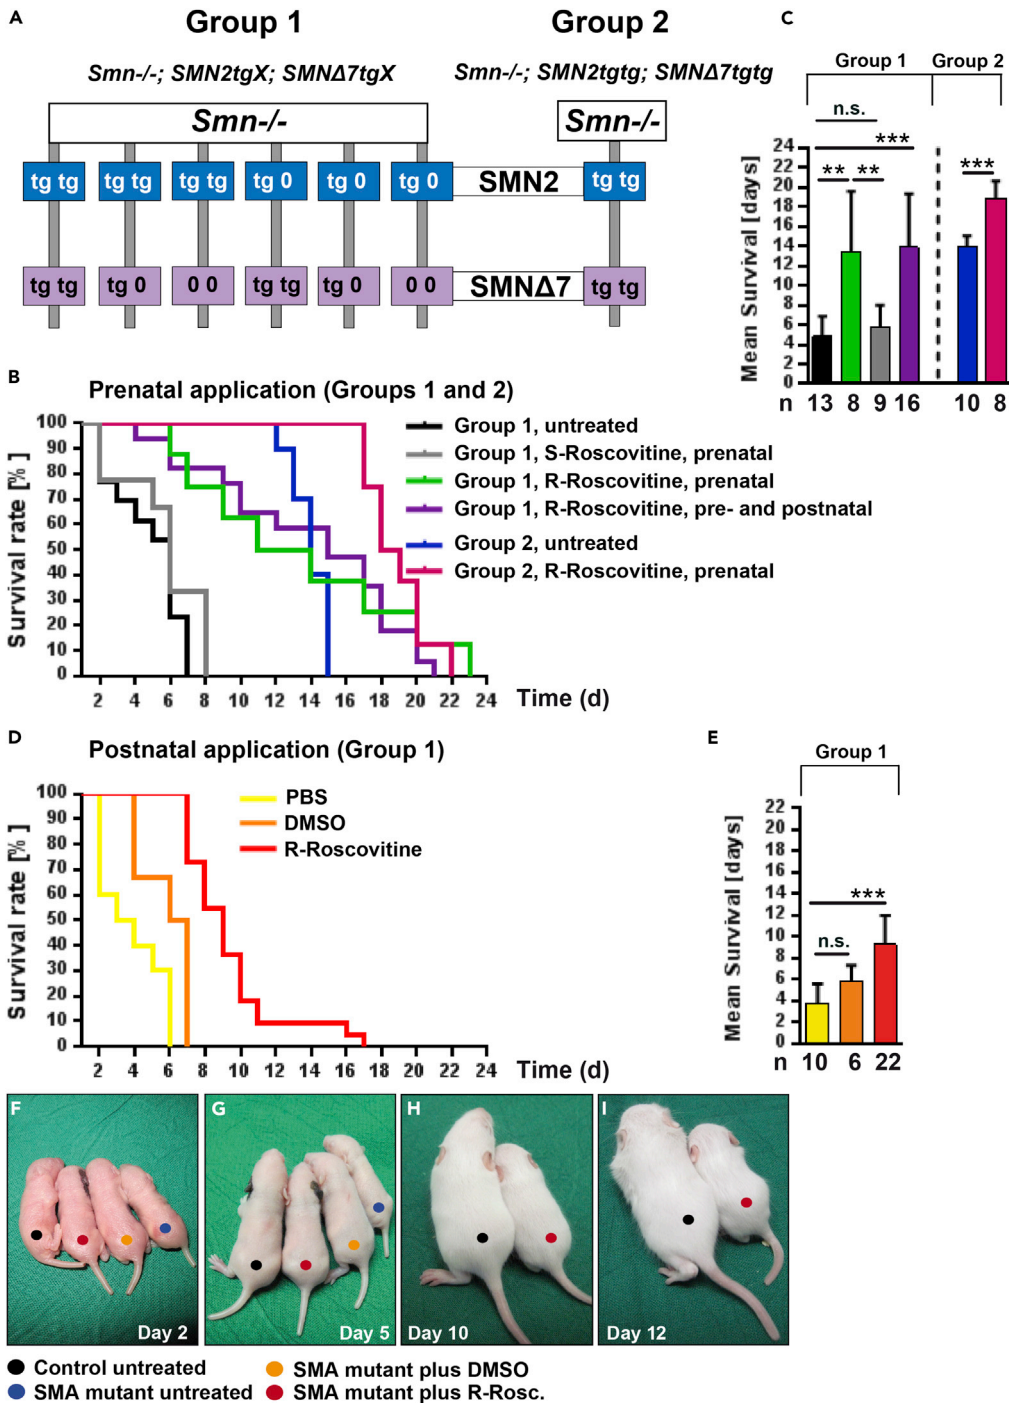 A
Group 1
Group 2
Smn-/-; SMN2tgX; SMNΔ7tgX
Smn-/-; SMN2tgtg; SMNΔ7tgtg
Smn-/-
Smn-/-
tg tg
tg tg
tg tg
tg 0
tg 0
tg 0
SMN2
tg tg
tg tg
tg 0
0 0
tg tg
tg 0
0 0
SMNΔ7
tg tg
C
Group 1
Group 2
n.s.
***
**
**
***
Mean Survival [days]
24
22
20
18
16
14
12
10
8
6
4
2
0
n 13 8 9 16 10 8
B
Prenatal application (Groups 1 and 2)
Survival rate [%]
100
90
80
70
60
50
40
30
20
10
0
2 4 6 8 10 12 14 16 18 20 22 24
Time (d)
Group 1, untreated
Group 1, S-Roscovitine, prenatal
Group 1, R-Roscovitine, prenatal
Group 1, R-Roscovitine, pre- and postnatal
Group 2, untreated
Group 2, R-Roscovitine, prenatal
D
Postnatal application (Group 1)
Survival rate [%]
100
90
80
70
60
50
40
30
20
10
0
2 4 6 8 10 12 14 16 18 20 22 24
Time (d)
PBS
DMSO
R-Roscovitine
E
Group 1
Mean Survival [days]
22
20
18
16
14
12
10
8
6
4
2
0
***
n.s.
n 10 6 22
F
Day 2
G
Day 5
H
Day 10
I
Day 12
Control untreated
SMA mutant untreated
SMA mutant plus DMSO
SMA mutant plus R-Rosc.